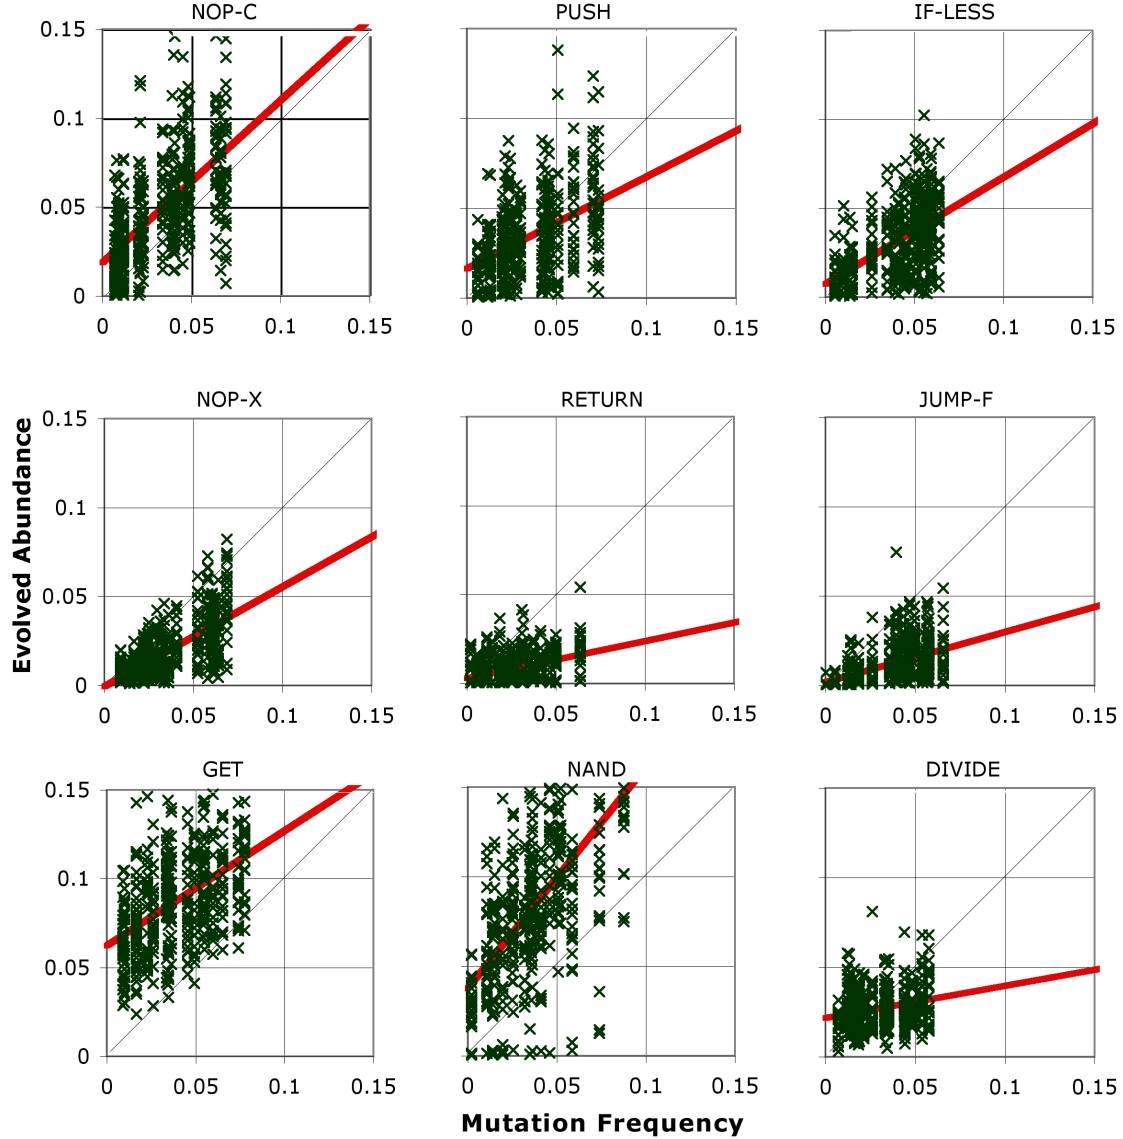 NOP-C PUSH IF-LESS
0.15
0.1
0.05
0
0 0.05 0.1 0.15 0 0.05 0.1 0.15 0 0.05 0.1 0.15
NOP-X RETURN JUMP-F
0.15
0.1
0.05
0
0 0.05 0.1 0.15 0 0.05 0.1 0.15 0 0.05 0.1 0.15
Evolved Abundance
GET NAND DIVIDE
0.15
0.1
0.05
0
0 0.05 0.1 0.15 0 0.05 0.1 0.15 0 0.05 0.1 0.15
Mutation Frequency